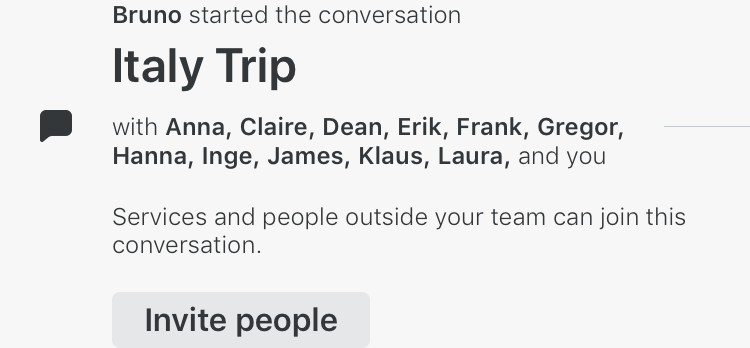 Bruno started the conversation
Italy Trip
with Anna, Claire, Dean, Erik, Frank, Gregor,
Hanna, Inge, James, Klaus, Laura, and you
Services and people outside your team can join this
conversation.
Invite people